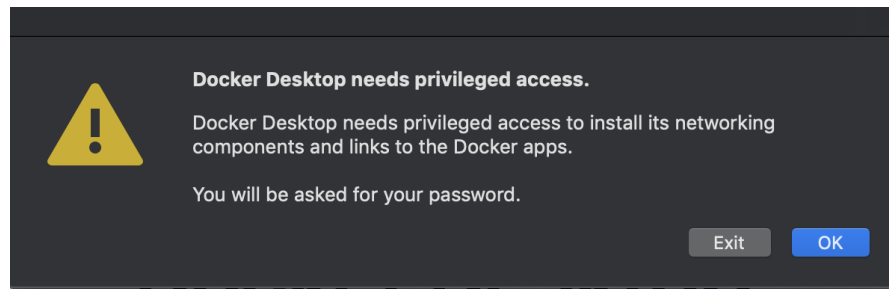 Docker Desktop needs privileged access.
Docker Desktop needs privileged access to install its networking
components and links to the Docker apps.
You will be asked for your password.
Exit
OK